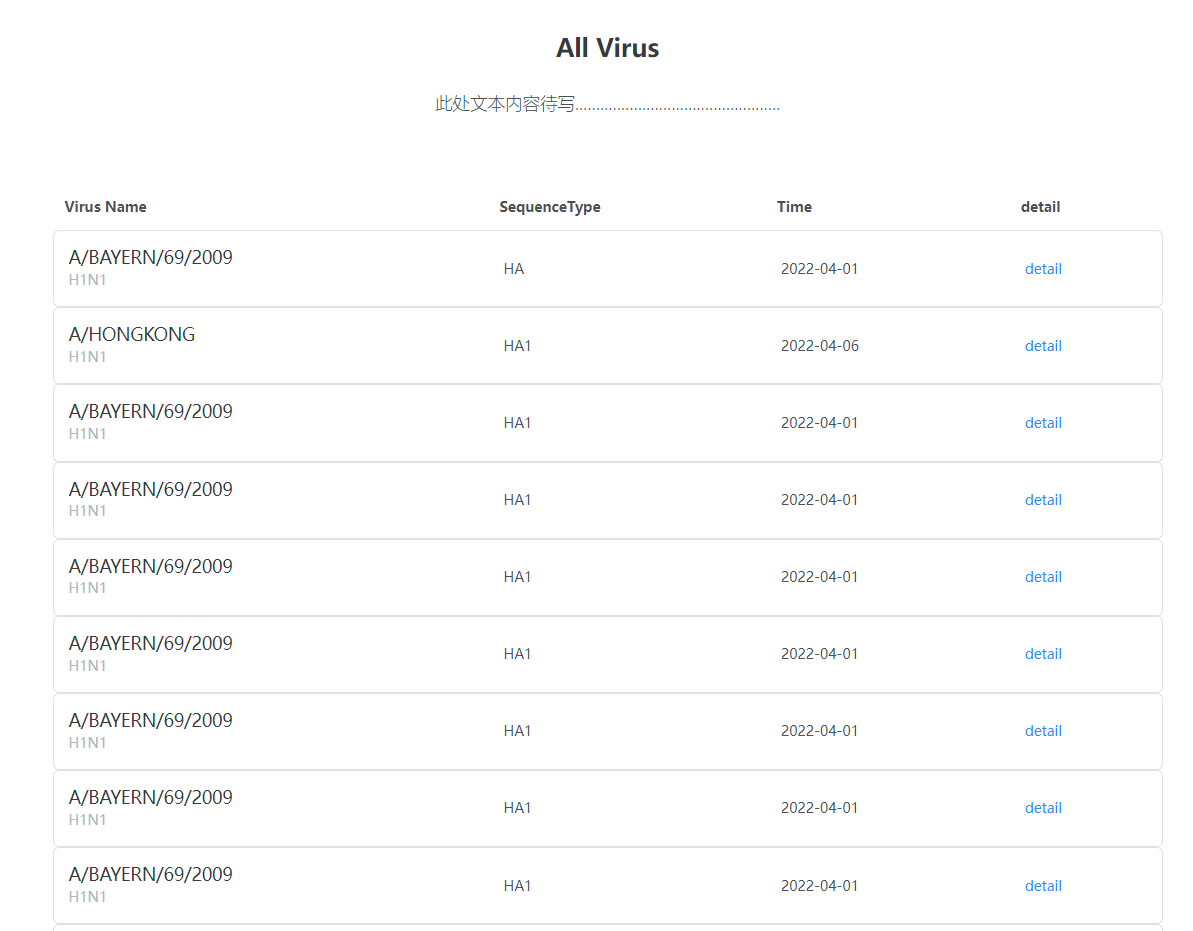 All Virus
此处文本内容待写.................................................
Virus Name SequenceType Time detail
A/BAYERN/69/2009
H1N1
HA 2022-04-01 detail
A/HONGKONG
H1N1
HA1 2022-04-06 detail
A/BAYERN/69/2009
H1N1
HA1 2022-04-01 detail
A/BAYERN/69/2009
H1N1
HA1 2022-04-01 detail
A/BAYERN/69/2009
H1N1
HA1 2022-04-01 detail
A/BAYERN/69/2009
H1N1
HA1 2022-04-01 detail
A/BAYERN/69/2009
H1N1
HA1 2022-04-01 detail
A/BAYERN/69/2009
H1N1
HA1 2022-04-01 detail
A/BAYERN/69/2009
H1N1
HA1 2022-04-01 detail